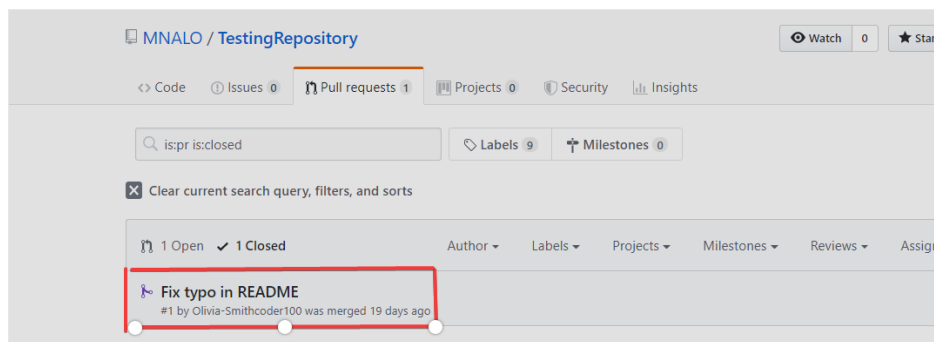 MNALO / TestingRepository
Watch 0
Star
Code Issues 0 Pull requests 1 Projects 0 Security Insights
is:pr is:closed Labels 9 Milestones 0
Clear current search query, filters, and sorts
1 Open 1 Closed Author Labels Projects Milestones Reviews Assign
Fix typo in README
#1 by Olivia-Smithcoder100 was merged 19 days ago